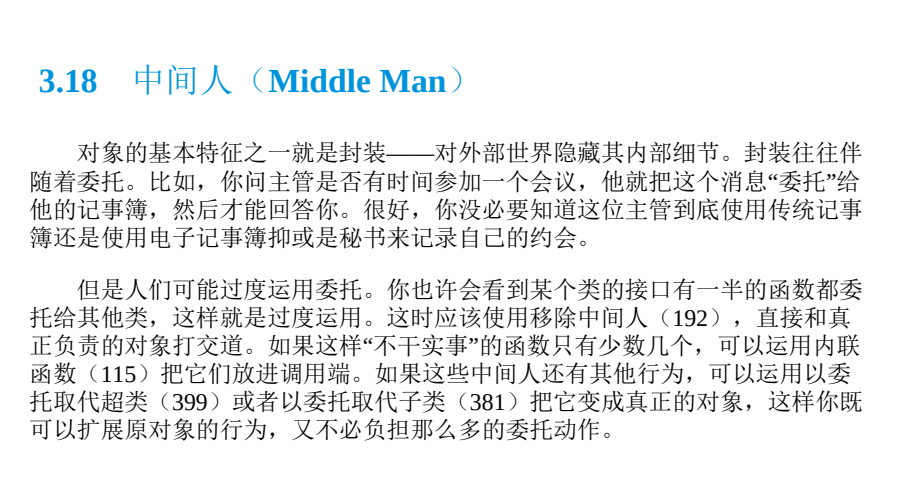 3.18　中间人（Middle Man）
对象的基本特征之一就是封装——对外部世界隐藏其内部细节。封装往往伴
随着委托。比如，你问主管是否有时间参加一个会议，他就把这个消息“委托”给
他的记事簿，然后才能回答你。很好，你没必要知道这位主管到底使用传统记事
簿还是使用电子记事簿抑或是秘书来记录自己的约会。
但是人们可能过度运用委托。你也许会看到某个类的接口有一半的函数都委
托给其他类，这样就是过度运用。这时应该使用移除中间人（192），直接和真
正负责的对象打交道。如果这样“不干实事”的函数只有少数几个，可以运用内联
函数（115）把它们放进调用端。如果这些中间人还有其他行为，可以运用以委
托取代超类（399）或者以委托取代子类（381）把它变成真正的对象，这样你既
可以扩展原对象的行为，又不必负担那么多的委托动作。